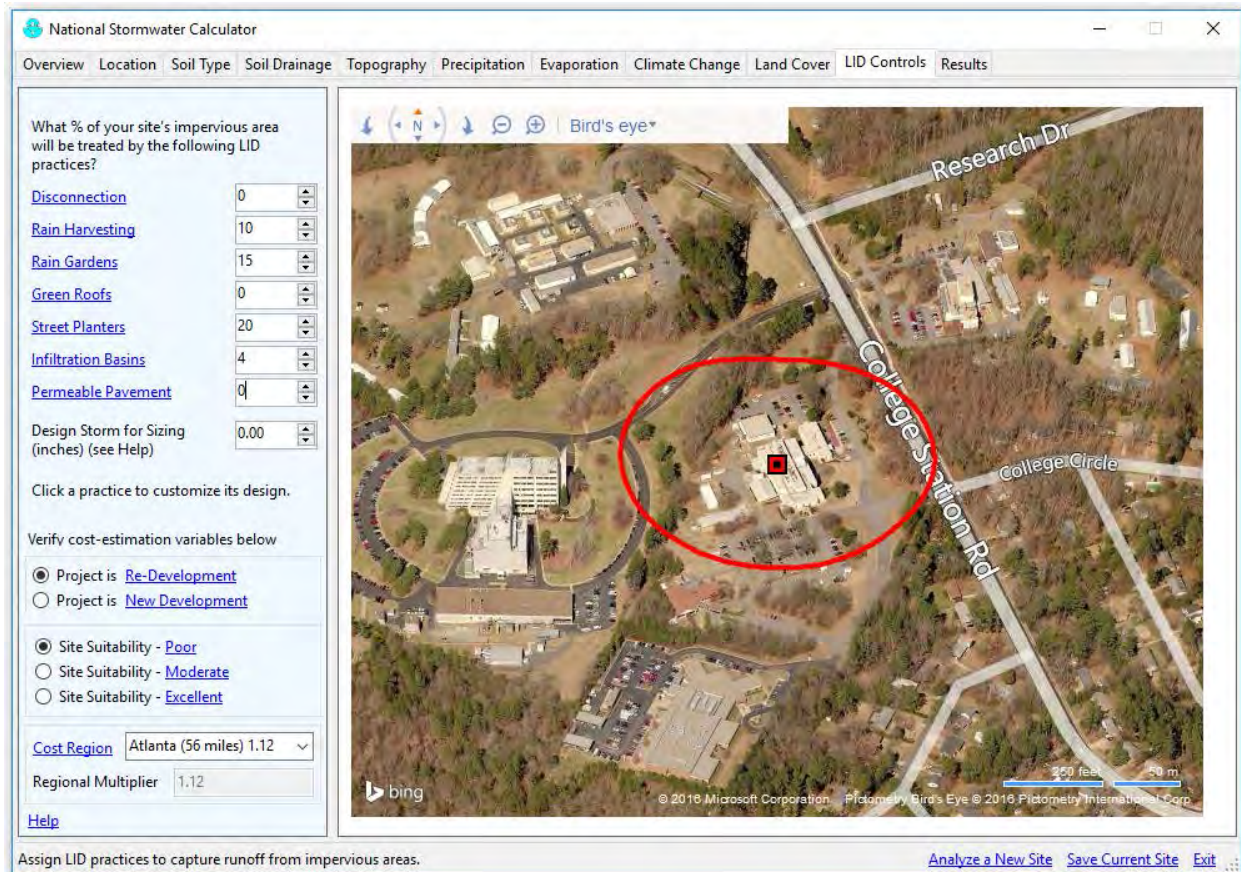 National Stormwater Calculator
Overview Location Soil Type Soil Drainage Topography Precipitation Evaporation Climate Change Land Cover LID Controls Results
What % of your site's impervious area
will be treated by the following LID
practices?
Disconnection 0
Rain Harvesting 10
Rain Gardens 15
Green Roofs 0
Street Planters 20
Infiltration Basins 4
Permeable Pavement 0
Design Storm for Sizing
(inches) (see Help) 0.00
Click a practice to customize its design.
Verify cost-estimation variables below
Project is Re-Development
Project is New Development
Site Suitability - Poor
Site Suitability - Moderate
Site Suitability - Excellent
Cost Region Atlanta (56 miles) 1.12
Regional Multiplier 1.12
Help
N Bird's eye
Research Dr
College Station Rd
College Circle
250 feet 50 m
bing
© 2016 Microsoft Corporation Pictometry Bird's Eye © 2016 Pictometry International Corp
Assign LID practices to capture runoff from impervious areas.
Analyze a New Site Save Current Site Exit